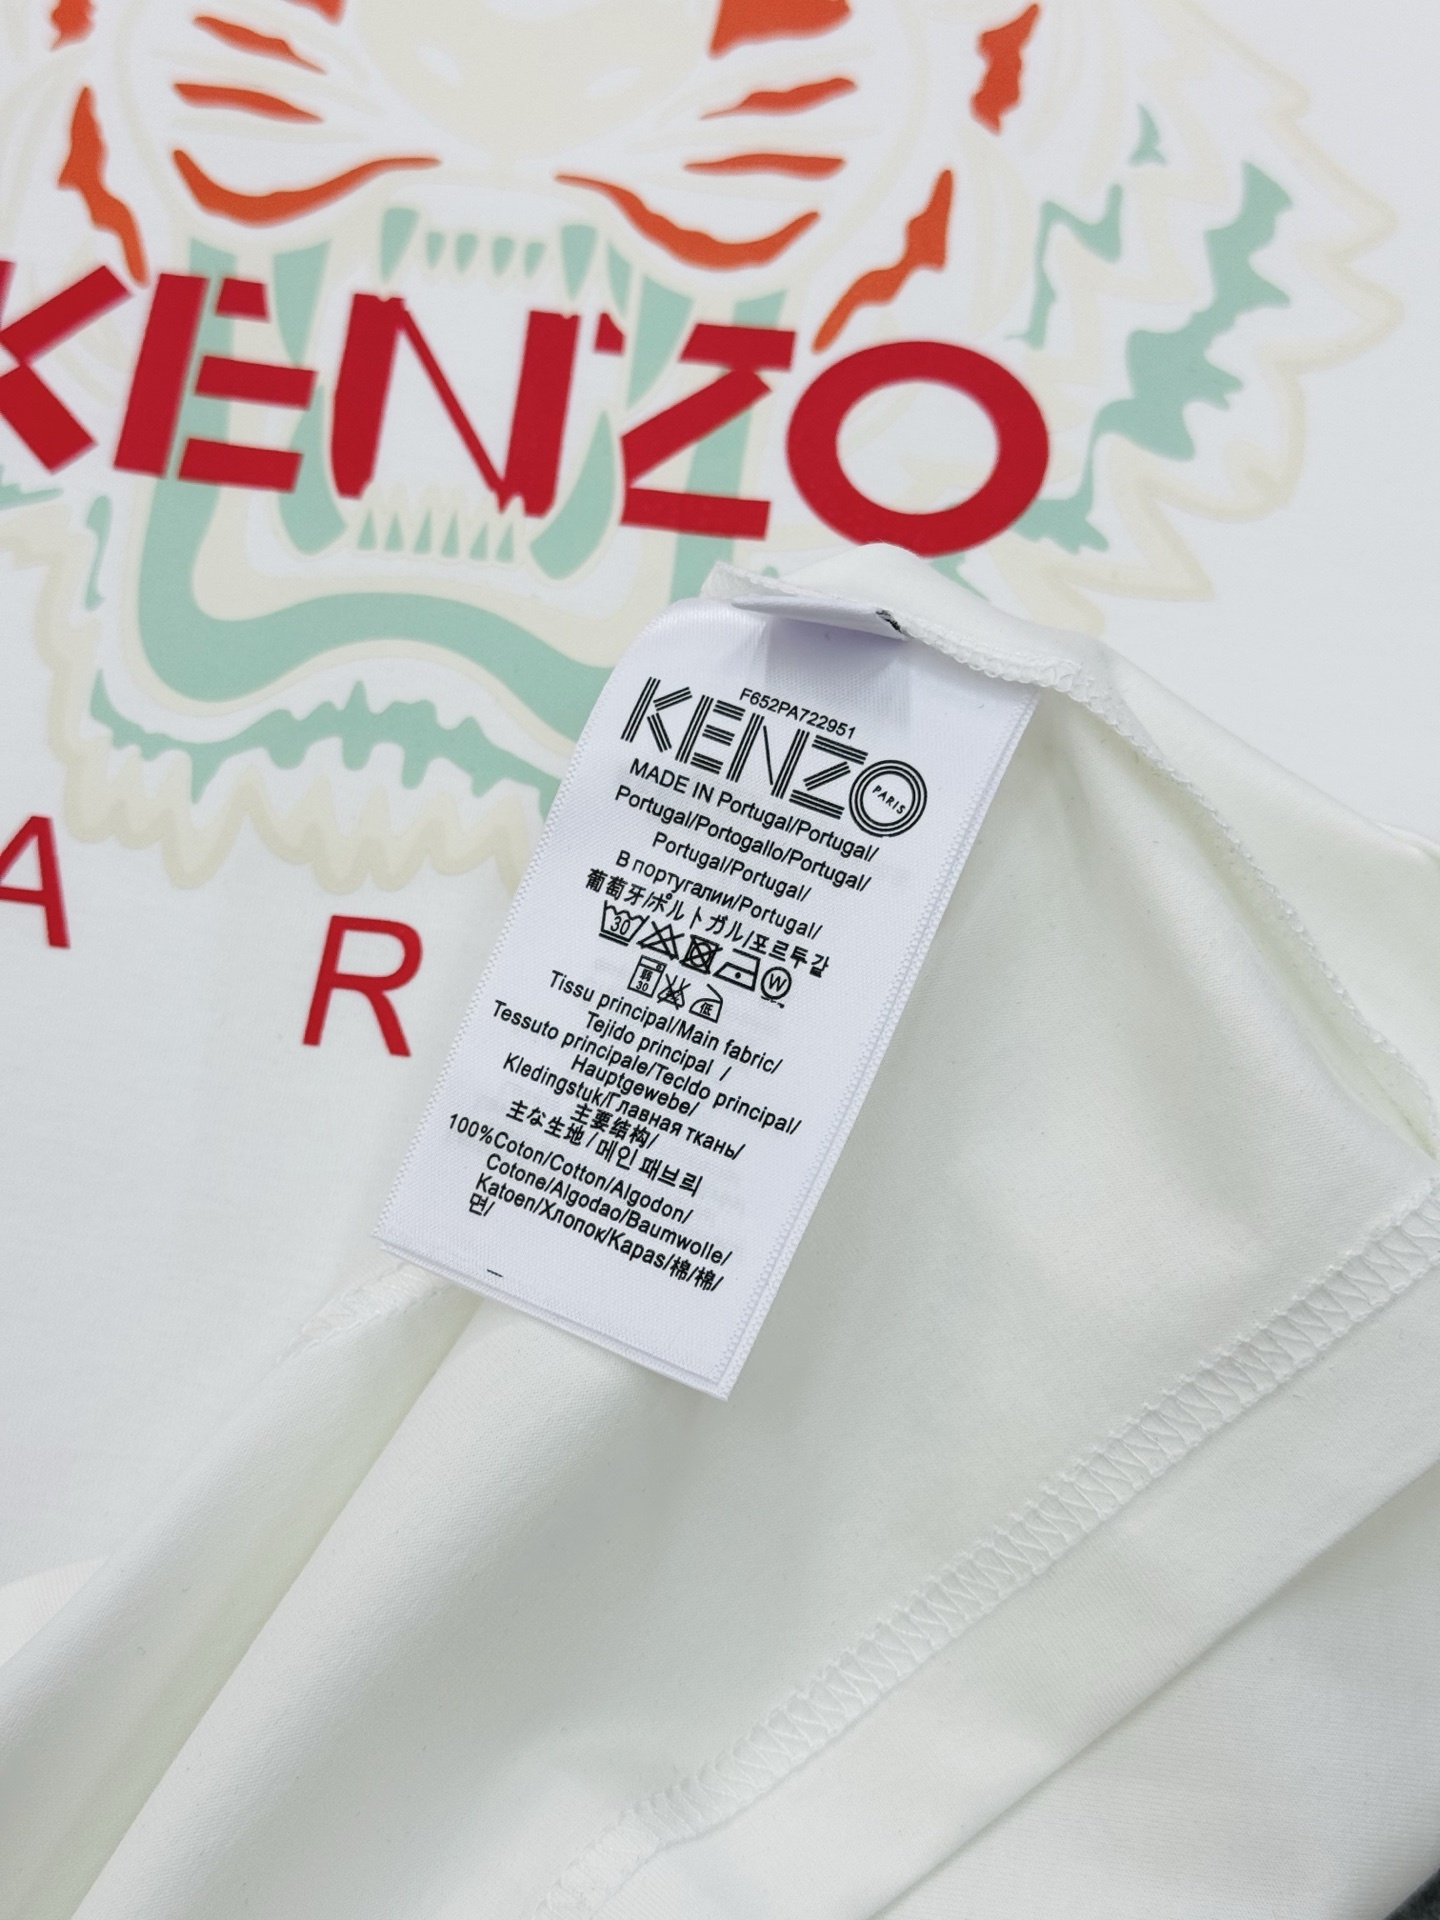 KENZO
A R
F652PA722951
KENZO
PARIS
MADE IN Portugal/Portugal/
Portugal/Portogallo/Portugal/
Portugal/Portugal/
В португалии/Portugal/
葡萄牙/ポルトガル/포르투갈
30 W
弱 30 低
Tissu principal/Main fabric/
Tejido principal /
Tessuto principale/Tecldo principal/
Hauptgewebe/
Kledingstuk/Главная ткань/
主要结构/
主な生地/메인 패브릭
100%Coton/Cotton/Algodon/
Cotone/Algodao/Baumwolle/
Katoen/Хлопок/Kapas/棉/棉/
면/